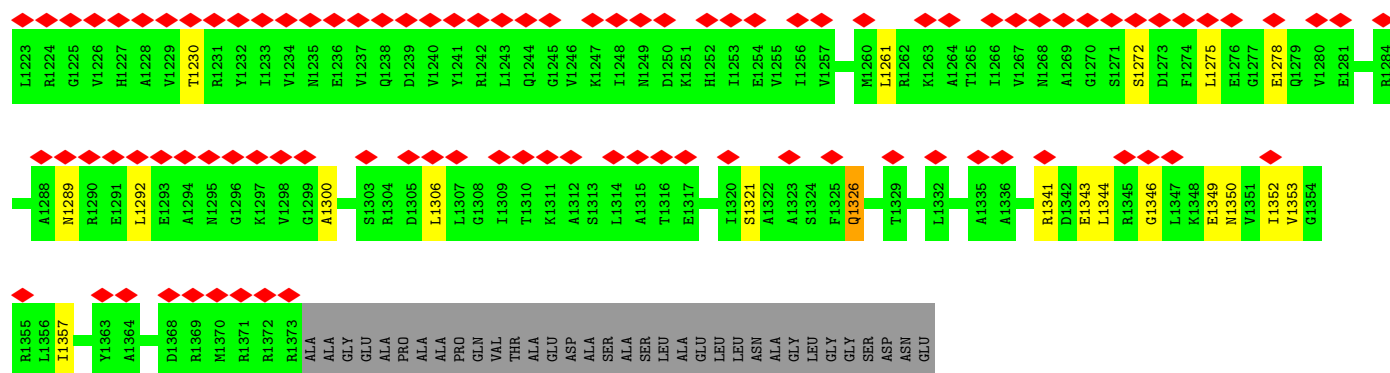 L1223 R1224 G1225 V1226 H1227 A1228 V1229 T1230 R1231 Y1232 I1233 V1234 N1235 E1236 V1237 Q1238 D1239 V1240 Y1241 R1242 L1243 Q1244 G1245 V1246 K1247 I1248 N1249 D1250 K1251 H1252 I1253 E1254 V1255 I1256 V1257 M1260 L1261 R1262 K1263 A1264 T1265 I1266 V1267 N1268 A1269 G1270 S1271 S1272 D1273 F1274 L1275 E1276 G1277 E1278 Q1279 V1280 E1281 R1284
A1288 N1289 R1290 E1291 L1292 E1293 A1294 N1295 G1296 K1297 V1298 G1299 A1300 S1303 R1304 D1305 L1306 L1307 G1308 I1309 T1310 K1311 A1312 S1313 L1314 A1315 T1316 E1317 I1320 S1321 A1322 A1323 S1324 F1325 Q1326 T1329 L1332 A1335 A1336 R1341 D1342 E1343 L1344 R1345 G1346 L1347 K1348 E1349 N1350 V1351 I1352 V1353 G1354
R1355 L1356 I1357 Y1363 A1364 D1368 R1369 M1370 R1371 R1372 R1373 ALA ALA GLY GLU ALA PRO ALA ALA PRO GLN VAL THR ALA GLU ASP ALA SER ALA SER LEU ALA GLU LEU LEU ASN ALA GLY LEU GLY GLY SER ASP ASN GLU